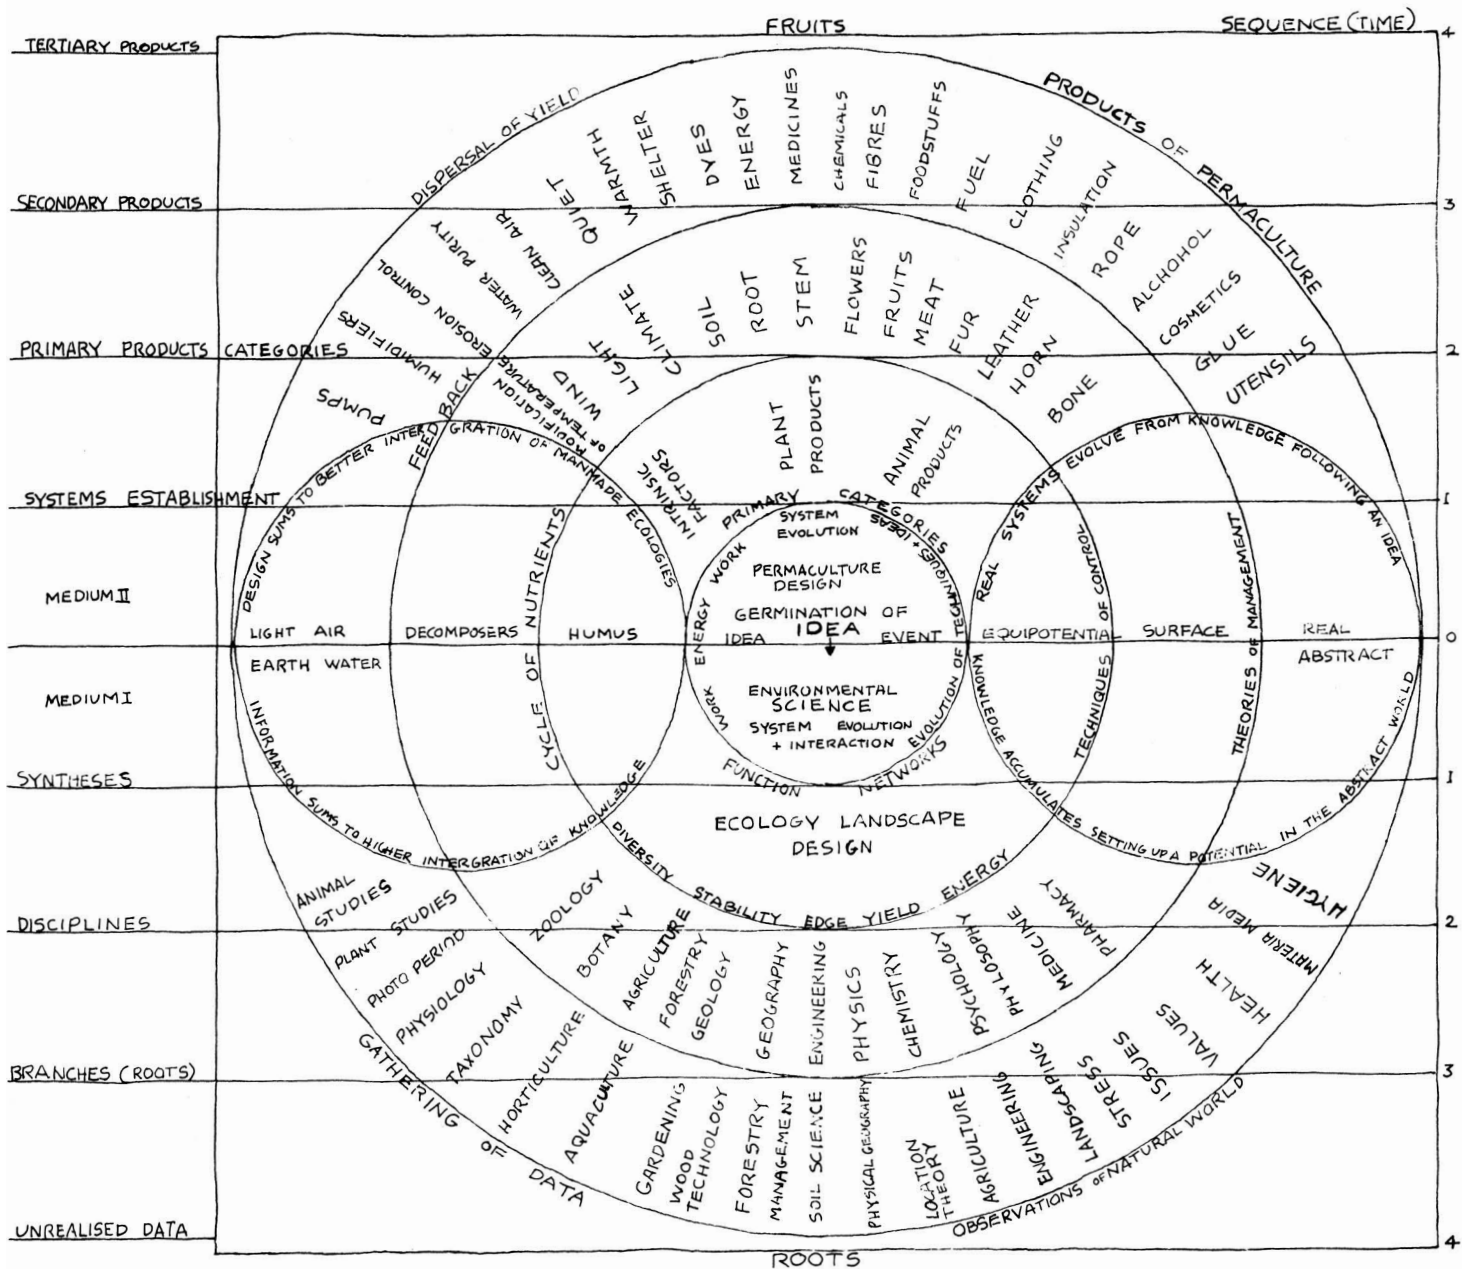 FRUITS
SEQUENCE (TIME)
4
TERTIARY PRODUCTS
DISPERSAL OF YIELD
PRODUCTS OF PERMACULTURE
PUMPS
HUMIDIFIERS
EROSION CONTROL
WATER PURITY
CLEAN AIR
QUIET
WARMTH
SHELTER
DYES
ENERGY
MEDICINES
CHEMICALS
FIBRES
FOODSTUFFS
FUEL
CLOTHING
INSULATION
ROPE
ALCHOHOL
COSMETICS
GLUE
UTENSILS
SECONDARY PRODUCTS
3
FEED BACK
MODIFICATION
OF TEMPERATURE
WIND
LIGHT
CLIMATE
SOIL
ROOT
STEM
FLOWERS
FRUITS
MEAT
FUR
LEATHER
HORN
BONE
PRIMARY PRODUCTS CATEGORIES
2
INTRINSIC
FACTORS
PLANT
PRODUCTS
ANIMAL
PRODUCTS
DESIGN SUMS TO BETTER INTERGRATION OF MANMADE ECOLOGIES
REAL SYSTEMS EVOLVE FROM KNOWLEDGE FOLLOWING AN IDEA
SYSTEMS ESTABLISHMENT
1
ENERGY WORK PRIMARY CATEGORIES
TECHNIQUES + IDEAS
SYSTEM
EVOLUTION
PERMACULTURE
DESIGN
GERMINATION OF
IDEA IDEA EVENT
MEDIUM II
CYCLE OF NUTRIENTS
TECHNIQUES OF CONTROL
THEORIES OF MANAGEMENT
LIGHT AIR
DECOMPOSERS
HUMUS
EQUIPOTENTIAL
SURFACE
REAL
0
EARTH WATER
ABSTRACT
MEDIUM I
ENVIRONMENTAL
SCIENCE
SYSTEM EVOLUTION
+ INTERACTION
EVOLUTION OF
WORK FUNCTION NETWORKS
INFORMATION SUMS TO HIGHER INTERGRATION OF KNOWLEDGE
KNOWLEDGE ACCUMULATES SETTING UP A POTENTIAL IN THE ABSTRACT WORLD
SYNTHESES
1
ECOLOGY LANDSCAPE
DESIGN
DIVERSITY STABILITY EDGE YIELD ENERGY
DISCIPLINES
2
ZOOLOGY
BOTANY
AGRICULTURE
FORESTRY
GEOLOGY
GEOGRAPHY
ENGINEERING
PHYSICS
CHEMISTRY
PSYCHOLOGY
PHYLOSOPHY
MEDICINE
PHARMACY
BRANCHES (ROOTS)
3
ANIMAL
STUDIES
PLANT STUDIES
PHOTO PERIOD
PHYSIOLOGY
TAXONOMY
HORTICULTURE
AQUACULTURE
GARDENING
WOOD
TECHNOLOGY
FORESTRY
MANAGEMENT
SOIL SCIENCE
PHYSICAL GEOGRAPHY
LOCATION
THEORY
AGRICULTURE
ENGINEERING
LANDSCAPING
STRESS
ISSUES
VALUES
HEALTH
MATERIA MEDIA
HYGIENE
GATHERING OF DATA
OBSERVATIONS OF NATURAL WORLD
UNREALISED DATA
4
ROOTS